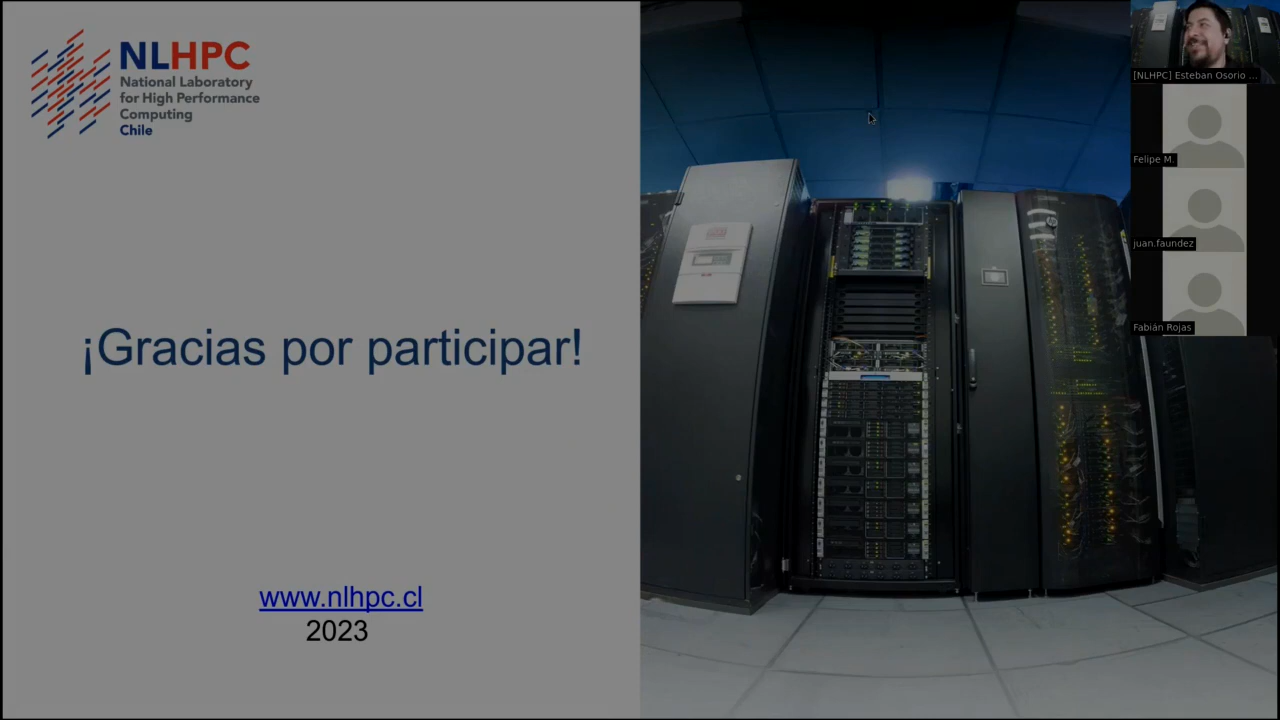 NLHPC
National Laboratory
for High Performance
Computing
Chile
¡Gracias por participar!
www.nlhpc.cl
2023
[NLHPC] Esteban Osorio ...
Felipe M.
juan.faundez
Fabián Rojas